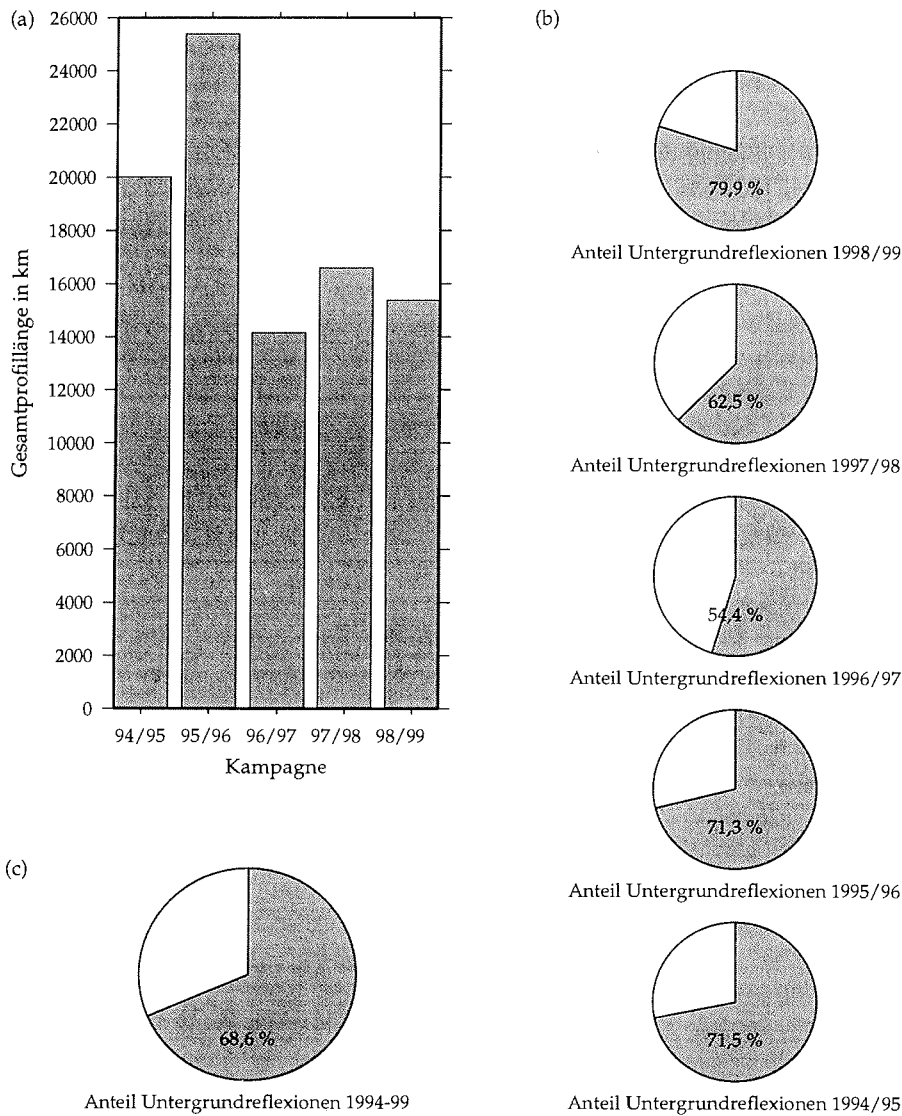 (a)
26000
24000
22000
20000
18000
16000
14000
12000
10000
8000
6000
4000
2000
0
Gesamtprofillänge in km
94/95 95/96 96/97 97/98 98/99
Kampagne
(b)
79,9 %
Anteil Untergrundreflexionen 1998/99
62,5 %
Anteil Untergrundreflexionen 1997/98
54,4 %
Anteil Untergrundreflexionen 1996/97
71,3 %
Anteil Untergrundreflexionen 1995/96
71,5 %
Anteil Untergrundreflexionen 1994/95
(c)
68,6 %
Anteil Untergrundreflexionen 1994-99